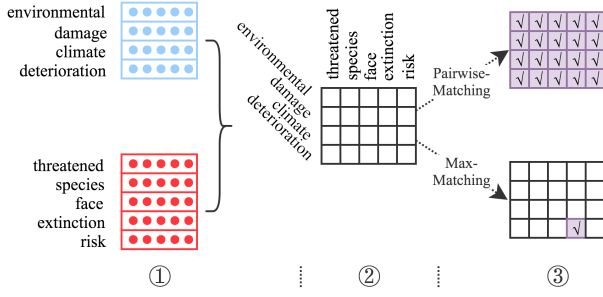 environmental
damage
climate
deterioration
threatened
species
face
extinction
risk
environmental
damage
climate
deterioration
threatened
species
face
extinction
risk
Pairwise-
Matching
Max-
Matching
√ √ √ √ √
√ √ √ √ √
√ √ √ √ √
√ √ √ √ √
√
① ② ③